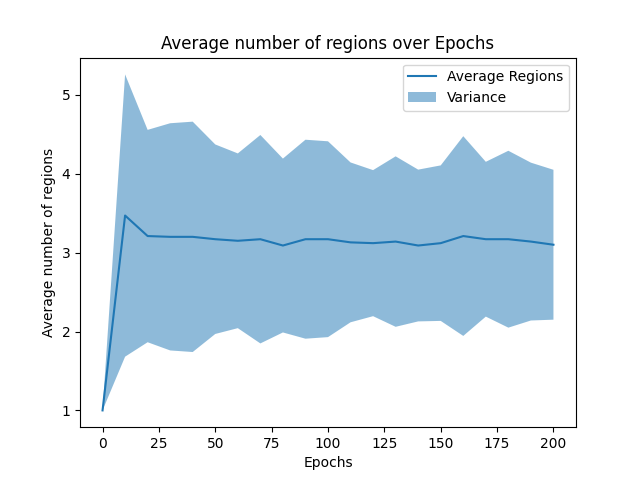 Average number of regions over Epochs
Average Regions
Variance
Average number of regions
5
4
3
2
1
0 25 50 75 100 125 150 175 200
Epochs